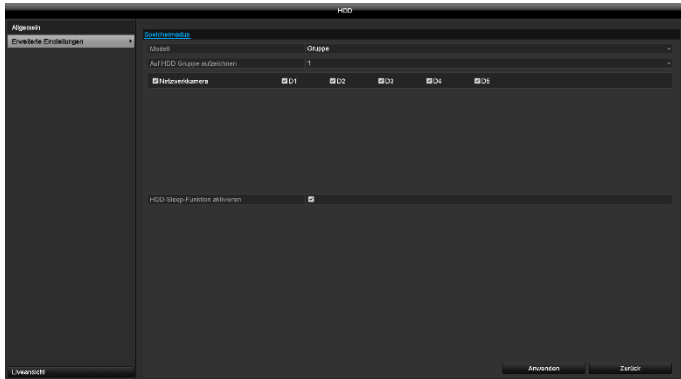 HDD
Allgemein
Erweiterte Einstellungen
Speichermodus
Modell Gruppe
Auf HDD Gruppe aufzeichnen 1
Netzwerkkamera D1 D2 D3 D4 D5
HDD-Sleep-Funktion aktivieren
Liveansicht
Anwenden Zurück